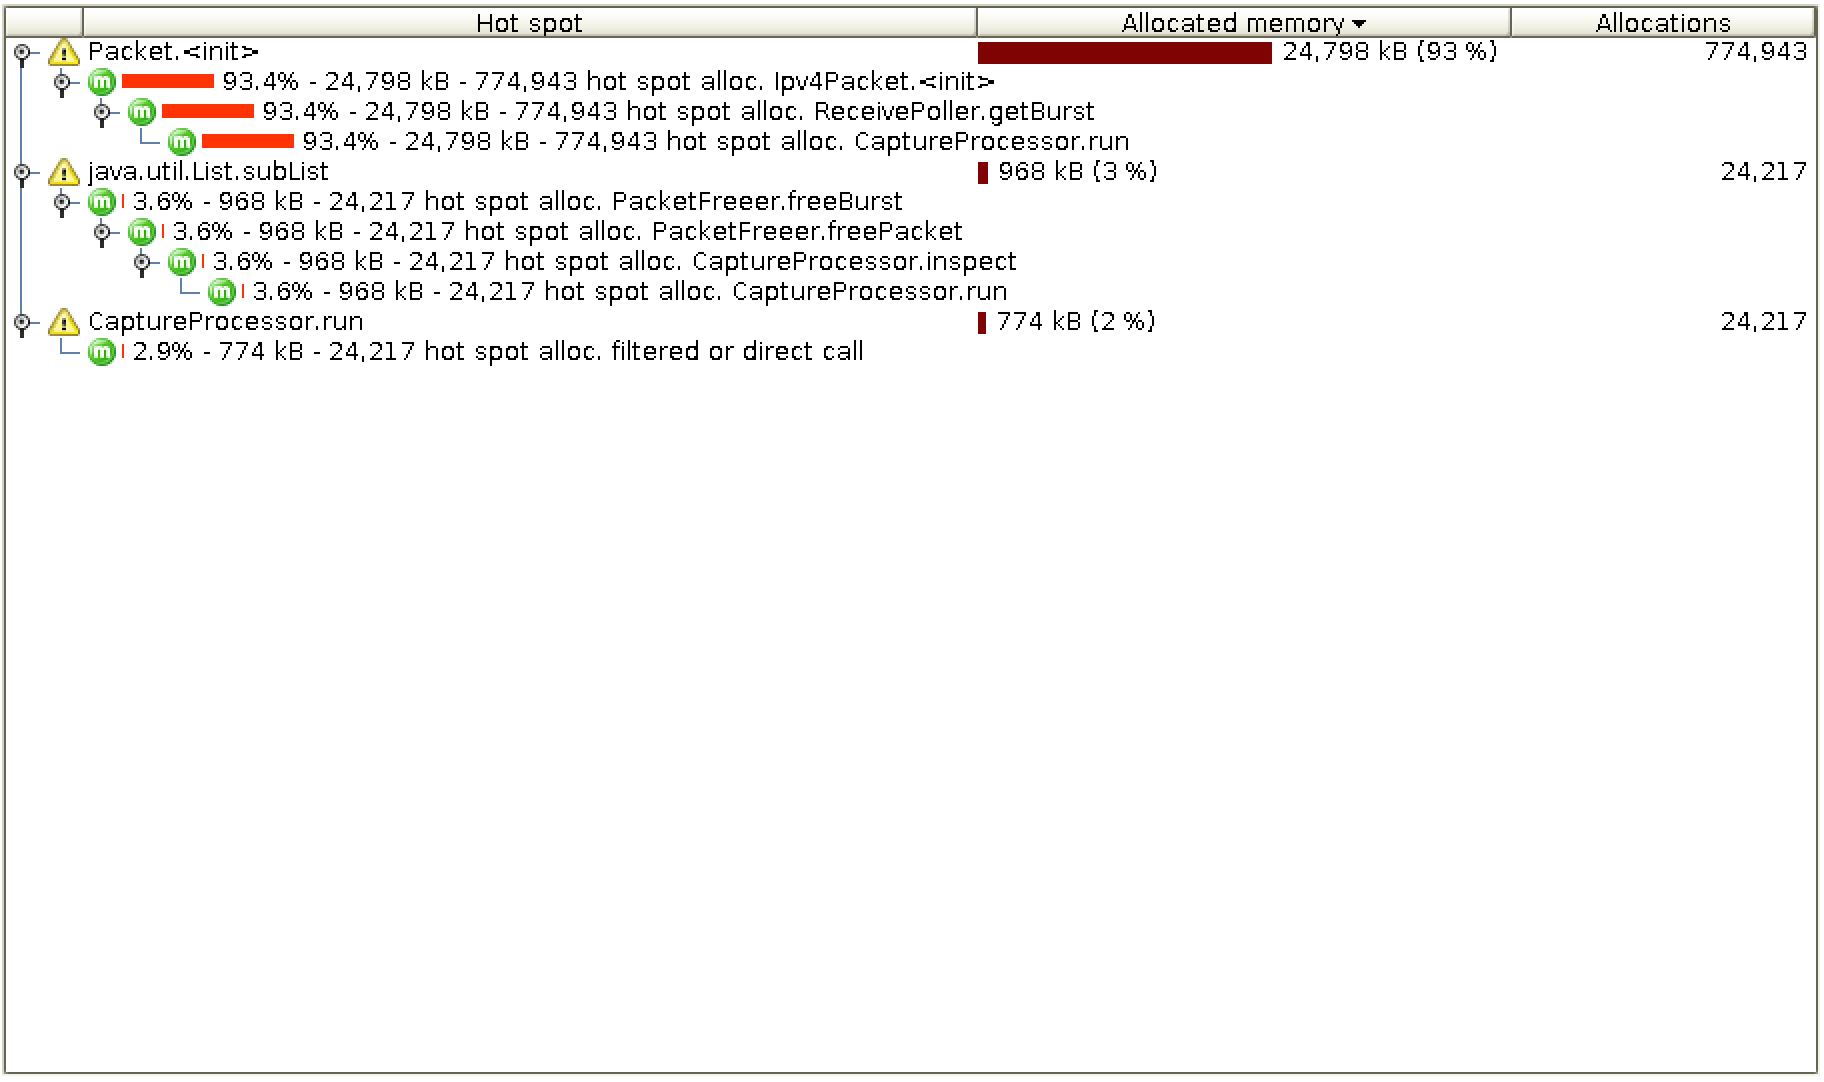 Hot spot Allocated memory Allocations
Packet.<init> 24,798 kB (93 %) 774,943
m 93.4% - 24,798 kB - 774,943 hot spot alloc. Ipv4Packet.<init>
m 93.4% - 24,798 kB - 774,943 hot spot alloc. ReceivePoller.getBurst
m 93.4% - 24,798 kB - 774,943 hot spot alloc. CaptureProcessor.run
java.util.List.subList 968 kB (3 %) 24,217
m 3.6% - 968 kB - 24,217 hot spot alloc. PacketFreeer.freeBurst
m 3.6% - 968 kB - 24,217 hot spot alloc. PacketFreeer.freePacket
m 3.6% - 968 kB - 24,217 hot spot alloc. CaptureProcessor.inspect
m 3.6% - 968 kB - 24,217 hot spot alloc. CaptureProcessor.run
CaptureProcessor.run 774 kB (2 %) 24,217
m 2.9% - 774 kB - 24,217 hot spot alloc. filtered or direct call